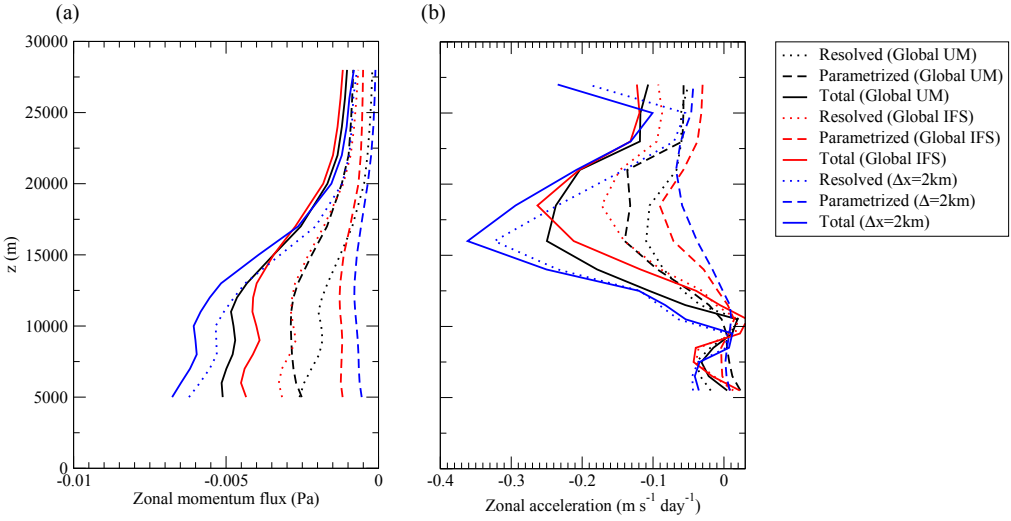 (a)
(b)
30000
25000
20000
15000
10000
5000
0
z (m)
-0.01
-0.005
0
Zonal momentum flux (Pa)
-0.4
-0.3
-0.2
-0.1
0
Zonal acceleration (m s⁻¹ day⁻¹)
Resolved (Global UM)
Parametrized (Global UM)
Total (Global UM)
Resolved (Global IFS)
Parametrized (Global IFS)
Total (Global IFS)
Resolved (Δx=2km)
Parametrized (Δ=2km)
Total (Δx=2km)